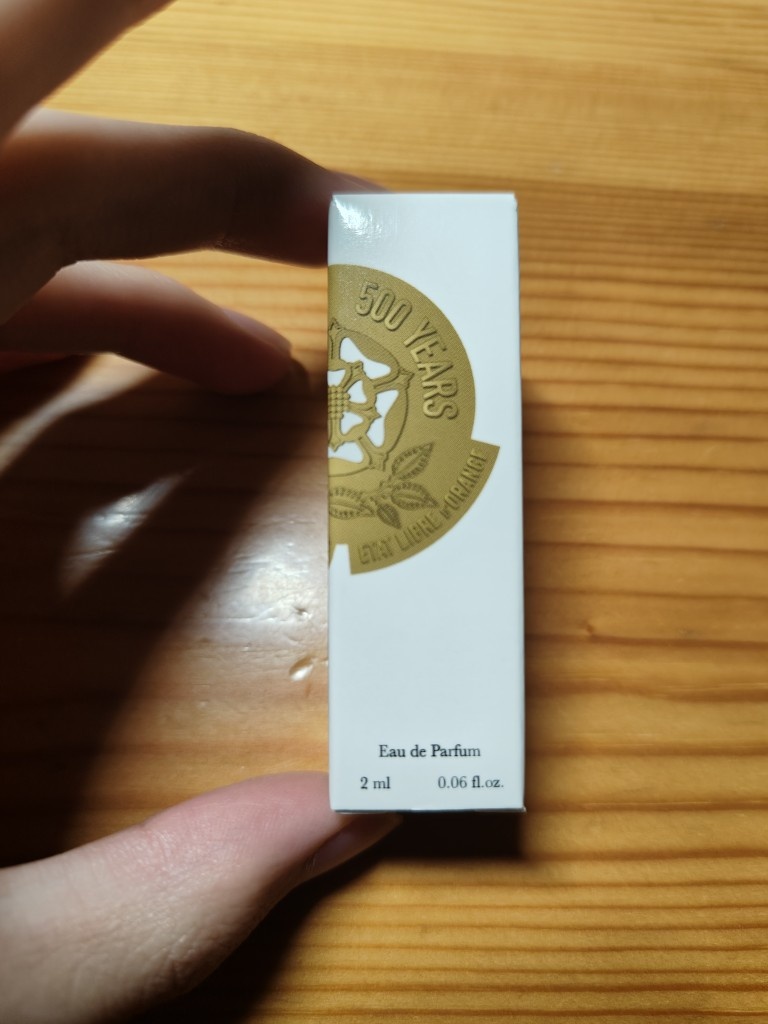 500 YEARS
ETAT LIBRE D'ORANGE
Eau de Parfum
2 ml 0.06 fl.oz.